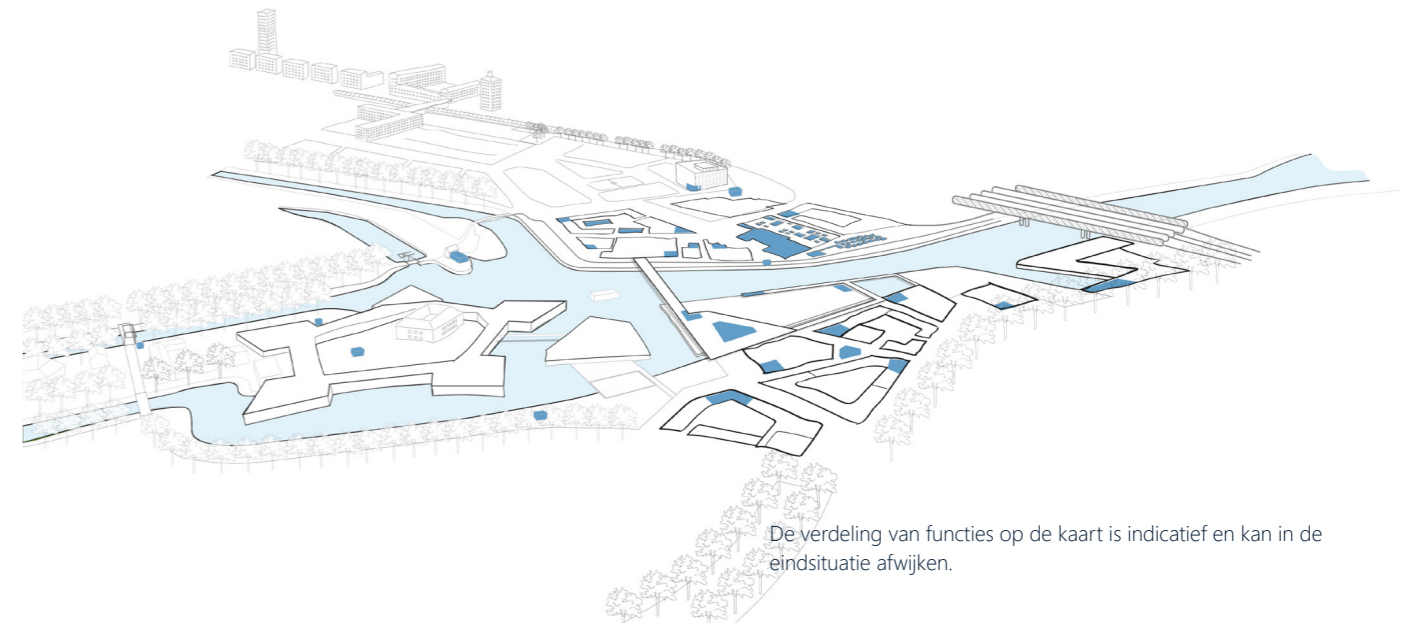 De verdeling van functies op de kaart is indicatief en kan in de
eindsituatie afwijken.